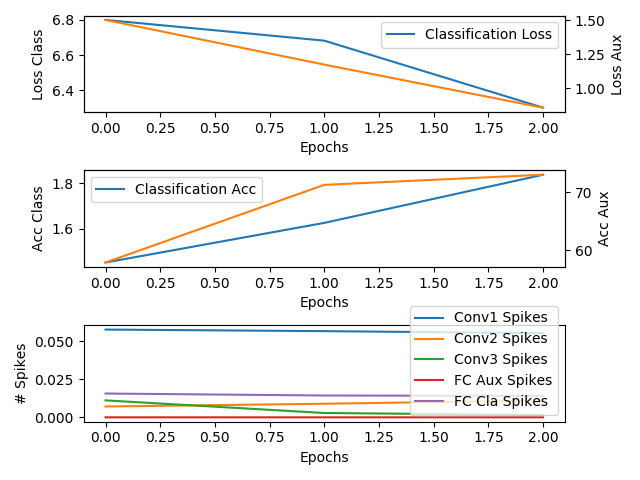 6.8
6.6
6.4
Loss Class
Classification Loss
1.50
1.25
1.00
Loss Aux
0.00 0.25 0.50 0.75 1.00 1.25 1.50 1.75 2.00
Epochs
1.8
1.6
Acc Class
Classification Acc
70
60
Acc Aux
0.00 0.25 0.50 0.75 1.00 1.25 1.50 1.75 2.00
Epochs
0.050
0.025
0.000
# Spikes
Conv1 Spikes
Conv2 Spikes
Conv3 Spikes
FC Aux Spikes
FC Cla Spikes
0.00 0.25 0.50 0.75 1.00 1.25 1.50 1.75 2.00
Epochs